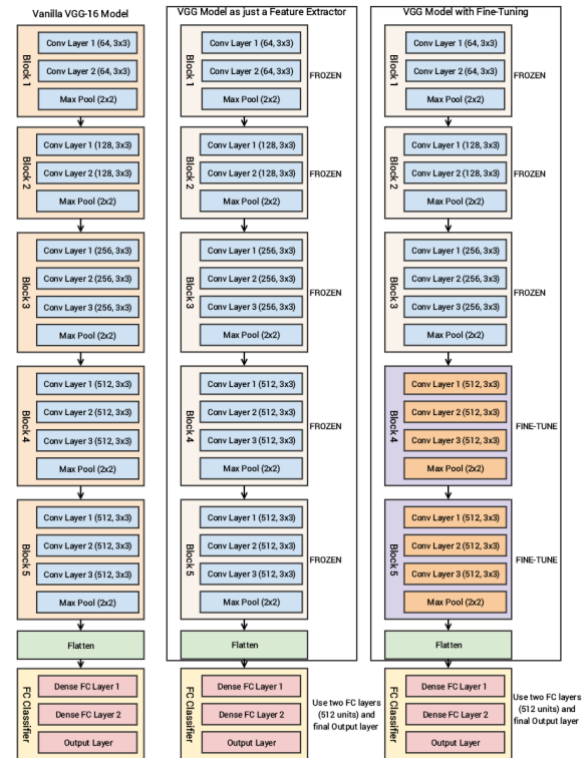 Vanilla VGG-16 Model
Block 1
Conv Layer 1 (64, 3x3)
Conv Layer 2 (64, 3x3)
Max Pool (2x2)
Block 2
Conv Layer 1 (128, 3x3)
Conv Layer 2 (128, 3x3)
Max Pool (2x2)
Block 3
Conv Layer 1 (256, 3x3)
Conv Layer 2 (256, 3x3)
Conv Layer 3 (256, 3x3)
Max Pool (2x2)
Block 4
Conv Layer 1 (512, 3x3)
Conv Layer 2 (512, 3x3)
Conv Layer 3 (512, 3x3)
Max Pool (2x2)
Block 5
Conv Layer 1 (512, 3x3)
Conv Layer 2 (512, 3x3)
Conv Layer 3 (512, 3x3)
Max Pool (2x2)
Flatten
FC Classifier
Dense FC Layer 1
Dense FC Layer 2
Output Layer
VGG Model as just a Feature Extractor
Block 1
Conv Layer 1 (64, 3x3)
Conv Layer 2 (64, 3x3)
Max Pool (2x2)
FROZEN
Block 2
Conv Layer 1 (128, 3x3)
Conv Layer 2 (128, 3x3)
Max Pool (2x2)
FROZEN
Block 3
Conv Layer 1 (256, 3x3)
Conv Layer 2 (256, 3x3)
Conv Layer 3 (256, 3x3)
Max Pool (2x2)
FROZEN
Block 4
Conv Layer 1 (512, 3x3)
Conv Layer 2 (512, 3x3)
Conv Layer 3 (512, 3x3)
Max Pool (2x2)
FROZEN
Block 5
Conv Layer 1 (512, 3x3)
Conv Layer 2 (512, 3x3)
Conv Layer 3 (512, 3x3)
Max Pool (2x2)
FROZEN
Flatten
FC Classifier
Dense FC Layer 1
Dense FC Layer 2
Output Layer
Use two FC layers
(512 units) and
final Output layer
VGG Model with Fine-Tuning
Block 1
Conv Layer 1 (64, 3x3)
Conv Layer 2 (64, 3x3)
Max Pool (2x2)
FROZEN
Block 2
Conv Layer 1 (128, 3x3)
Conv Layer 2 (128, 3x3)
Max Pool (2x2)
FROZEN
Block 3
Conv Layer 1 (256, 3x3)
Conv Layer 2 (256, 3x3)
Conv Layer 3 (256, 3x3)
Max Pool (2x2)
FROZEN
Block 4
Conv Layer 1 (512, 3x3)
Conv Layer 2 (512, 3x3)
Conv Layer 3 (512, 3x3)
Max Pool (2x2)
FINE-TUNE
Block 5
Conv Layer 1 (512, 3x3)
Conv Layer 2 (512, 3x3)
Conv Layer 3 (512, 3x3)
Max Pool (2x2)
FINE-TUNE
Flatten
FC Classifier
Dense FC Layer 1
Dense FC Layer 2
Output Layer
Use two FC layers
(512 units) and
final Output layer